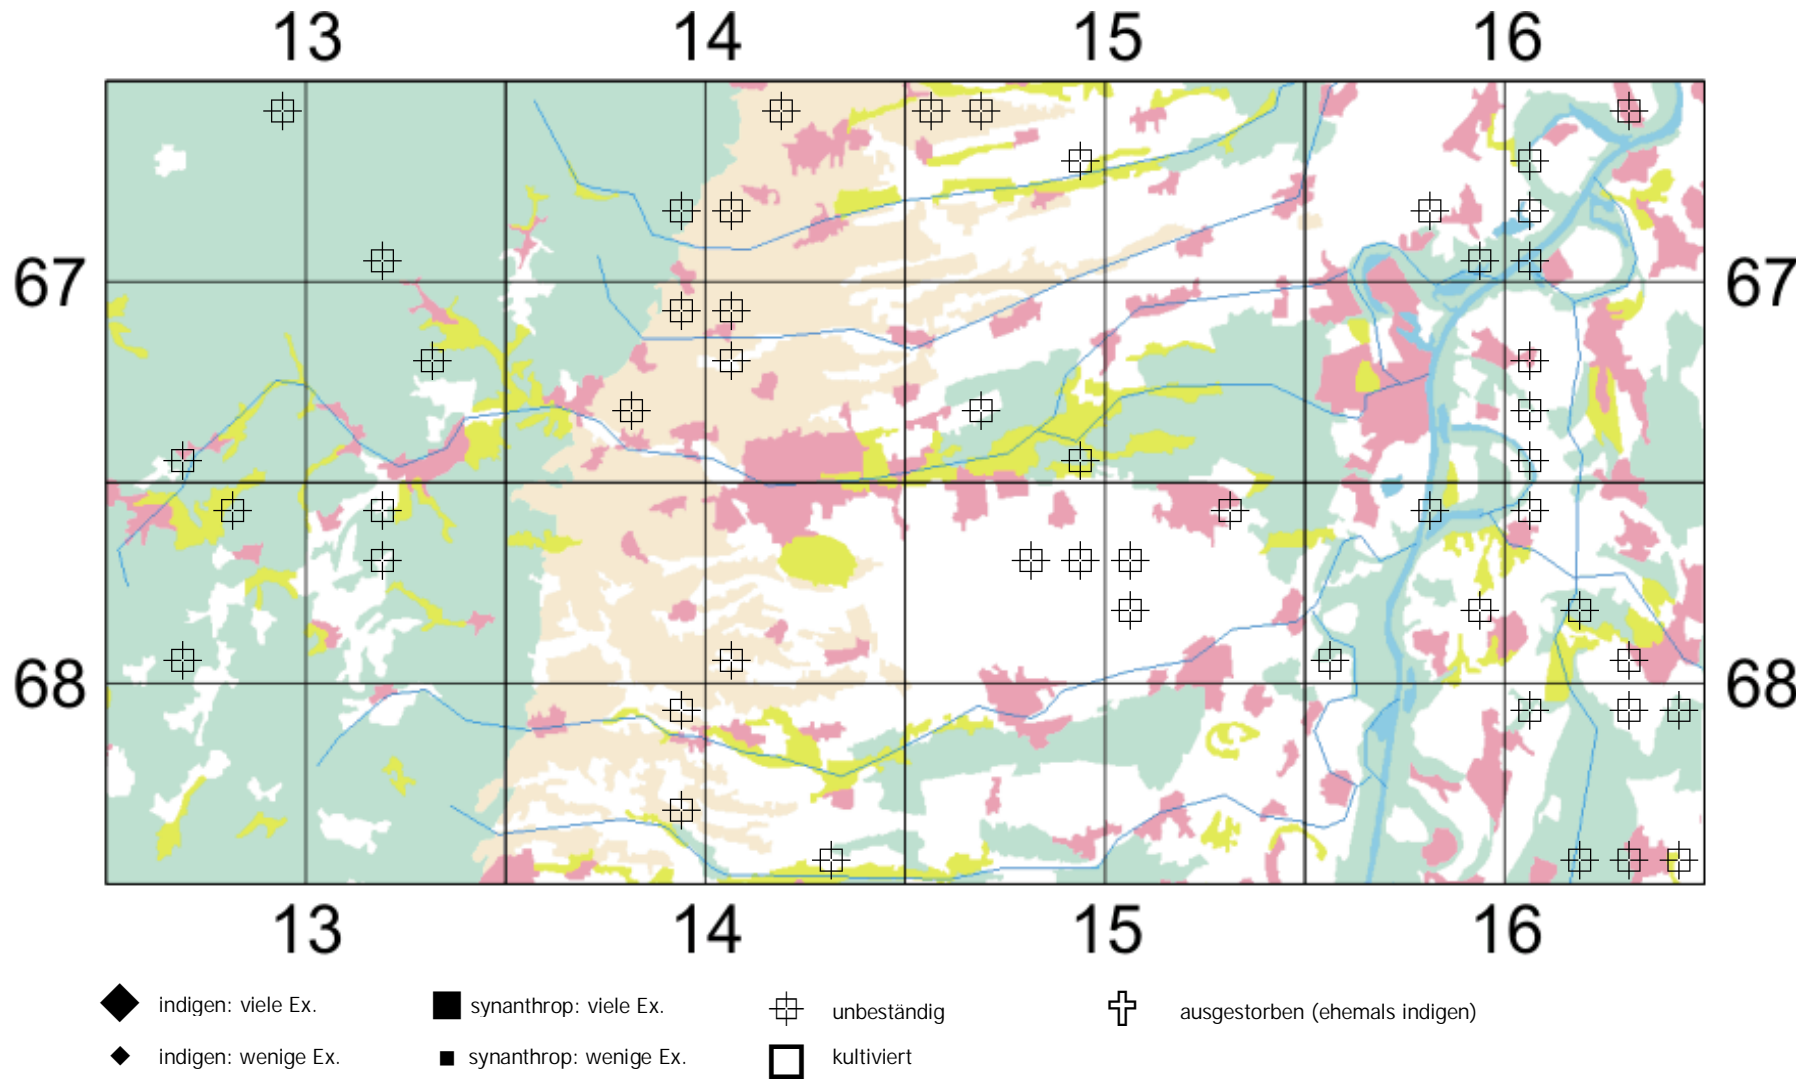 13 14 15 16
67 67
68 68
13 14 15 16
indigen: viele Ex. synanthrop: viele Ex. unbeständig ausgestorben (ehemals indigen)
indigen: wenige Ex. synanthrop: wenige Ex. kultiviert